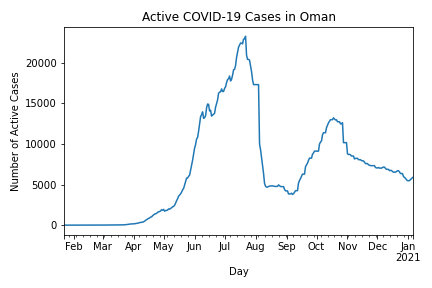 Active COVID-19 Cases in Oman
Number of Active Cases
20000
15000
10000
5000
0
Feb Mar Apr May Jun Jul Aug Sep Oct Nov Dec Jan
2021
Day